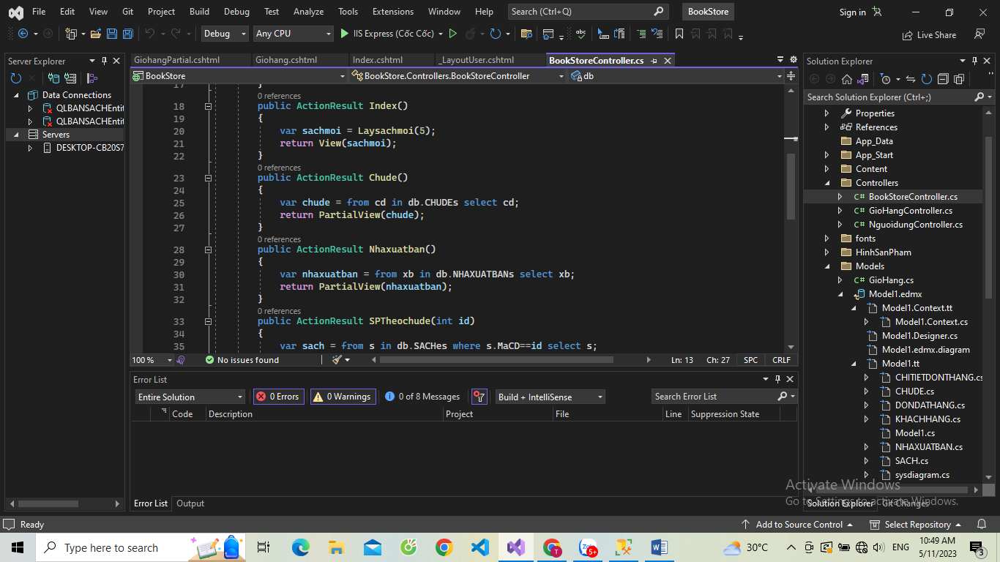 File Edit View Git Project Build Debug Test Analyze Tools Extensions Window Help Search (Ctrl+Q) BookStore Sign in
Debug Any CPU IIS Express (Cốc Cốc) Live Share
Server Explorer
Data Connections
QLBANSACHEntit
QLBANSACHEntit
Servers
DESKTOP-CB20S7
GiohangPartial.cshtml Giohang.cshtml Index.cshtml _LayoutUser.cshtml BookStoreController.cs
BookStore BookStore.Controllers.BookStoreController db
17 }
0 references
18 public ActionResult Index()
19 {
20 var sachmoi = Laysachmoi(5);
21 return View(sachmoi);
22 }
0 references
23 public ActionResult Chude()
24 {
25 var chude = from cd in db.CHUDEs select cd;
26 return PartialView(chude);
27 }
0 references
28 public ActionResult Nhaxuatban()
29 {
30 var nhaxuatban = from xb in db.NHAXUATBANs select xb;
31 return PartialView(nhaxuatban);
32 }
0 references
33 public ActionResult SPTheochude(int id)
34 {
35 var sach = from s in db.SACHes where s.MaCD==id select s;
100 % No issues found Ln: 13 Ch: 27 SPC CRLF
Error List
Entire Solution 0 Errors 0 Warnings 0 of 8 Messages Build + IntelliSense Search Error List
Code Description Project File Line Suppression State
Error List Output
Solution Explorer
Search Solution Explorer (Ctrl+;)
Properties
References
App_Data
App_Start
Content
Controllers
C# BookStoreController.cs
C# GioHangController.cs
C# NguoidungController.cs
fonts
HinhSanPham
Models
C# GioHang.cs
Model1.edmx
Model1.Context.tt
Model1.Context.cs
Model1.Designer.cs
Model1.edmx.diagram
Model1.tt
CHITIETDONTHANG.cs
CHUDE.cs
DONDATHANG.cs
KHACHHANG.cs
Model1.cs
NHAXUATBAN.cs
SACH.cs
sysdiagram.cs
Activate Windows
Go to Settings to activate Windows.
Solution Explorer Git Changes
Ready Add to Source Control Select Repository
Type here to search 30°C ENG 10:49 AM
5/11/2023